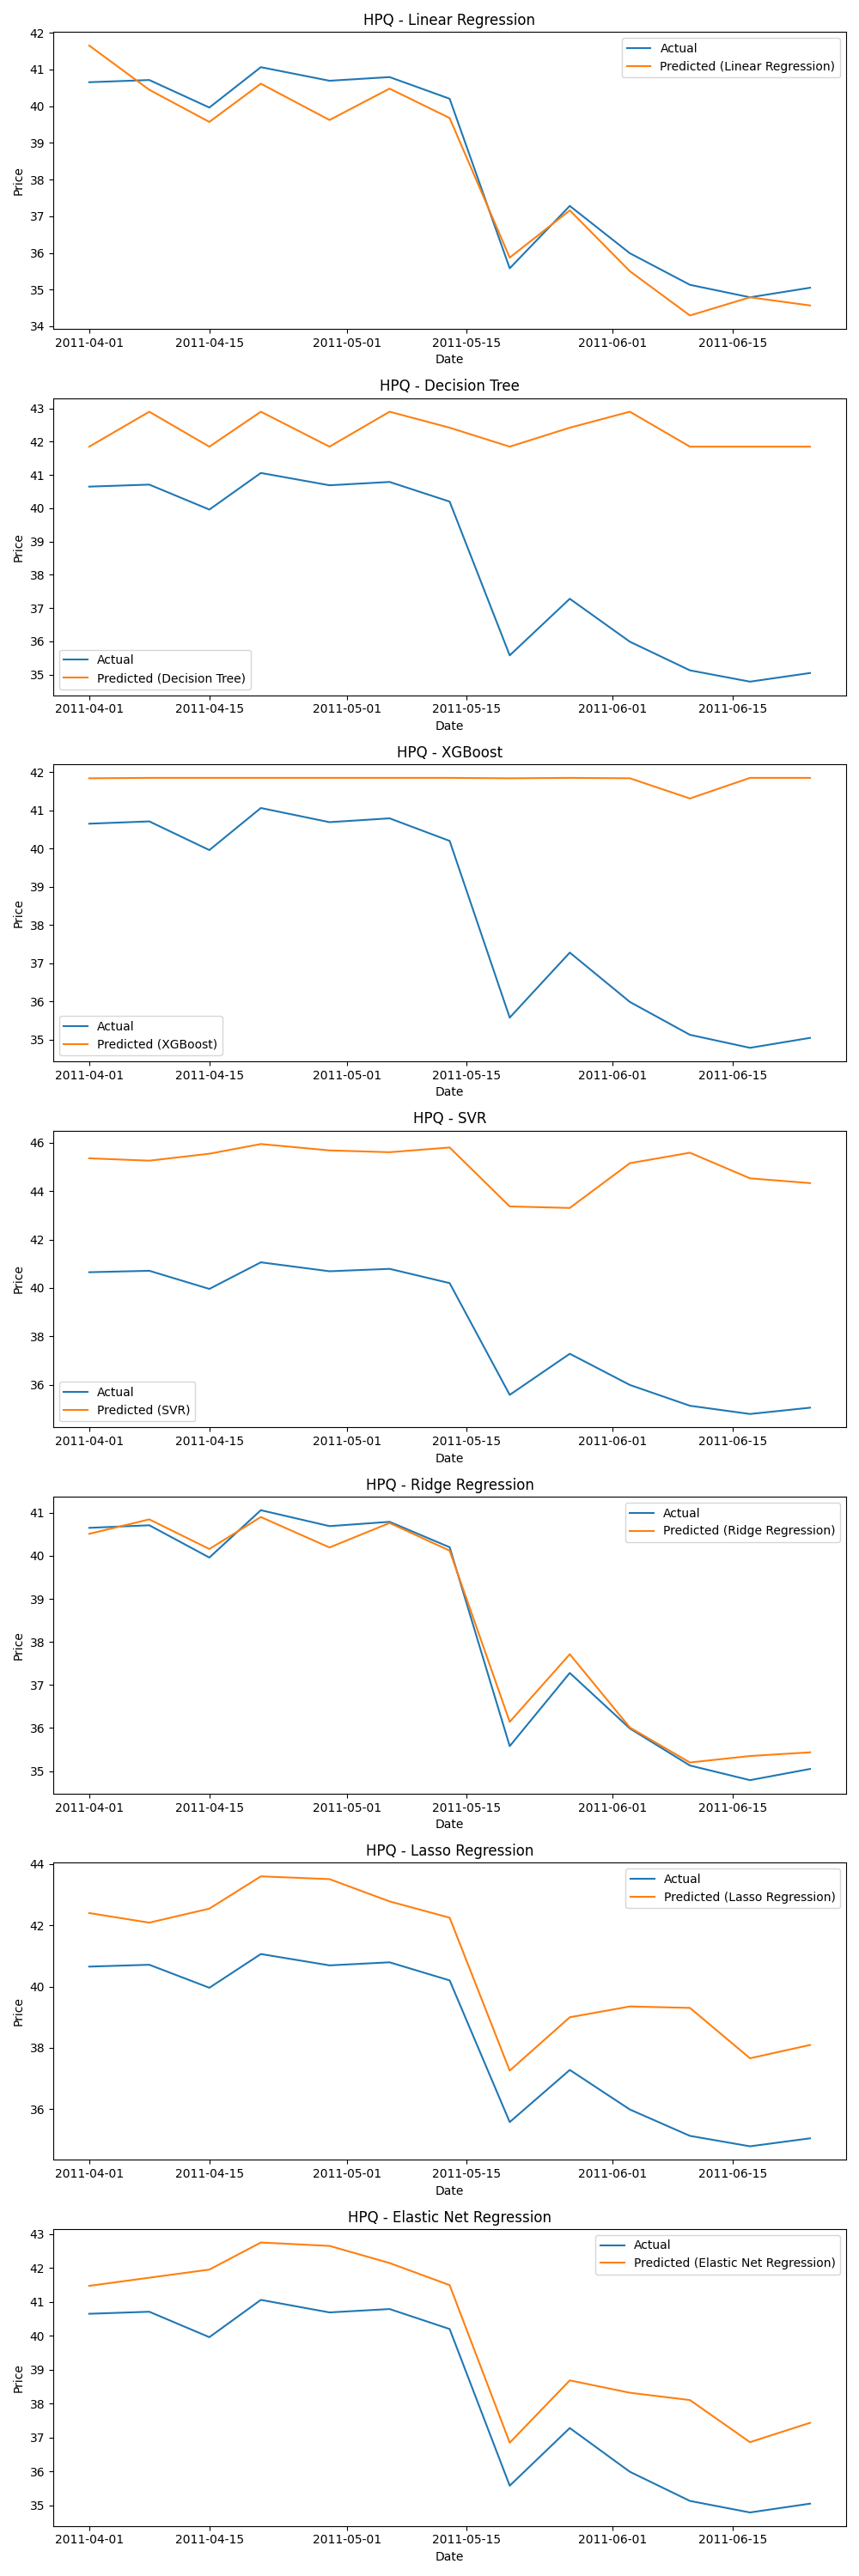 HPQ - Linear Regression
Actual
Predicted (Linear Regression)
42
41
40
39
38
37
36
35
34
Price
2011-04-01 2011-04-15 2011-05-01 2011-05-15 2011-06-01 2011-06-15
Date
HPQ - Decision Tree
43
42
41
40
39
38
37
36
35
Price
Actual
Predicted (Decision Tree)
2011-04-01 2011-04-15 2011-05-01 2011-05-15 2011-06-01 2011-06-15
Date
HPQ - XGBoost
42
41
40
39
38
37
36
35
Price
Actual
Predicted (XGBoost)
2011-04-01 2011-04-15 2011-05-01 2011-05-15 2011-06-01 2011-06-15
Date
HPQ - SVR
46
44
42
40
38
36
Price
Actual
Predicted (SVR)
2011-04-01 2011-04-15 2011-05-01 2011-05-15 2011-06-01 2011-06-15
Date
HPQ - Ridge Regression
Actual
Predicted (Ridge Regression)
41
40
39
38
37
36
35
Price
2011-04-01 2011-04-15 2011-05-01 2011-05-15 2011-06-01 2011-06-15
Date
HPQ - Lasso Regression
Actual
Predicted (Lasso Regression)
44
42
40
38
36
Price
2011-04-01 2011-04-15 2011-05-01 2011-05-15 2011-06-01 2011-06-15
Date
HPQ - Elastic Net Regression
Actual
Predicted (Elastic Net Regression)
43
42
41
40
39
38
37
36
35
Price
2011-04-01 2011-04-15 2011-05-01 2011-05-15 2011-06-01 2011-06-15
Date